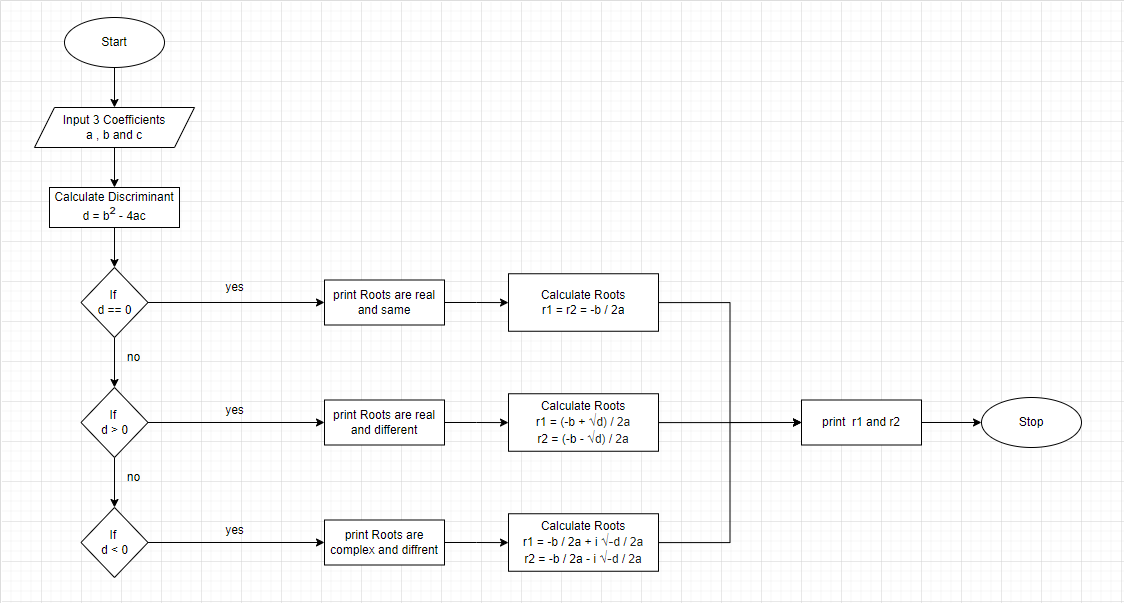 Start
Input 3 Coefficients
a , b and c
Calculate Discriminant
d = b² - 4ac
If
d == 0
yes
print Roots are real
and same
Calculate Roots
r1 = r2 = -b / 2a
no
If
d > 0
yes
print Roots are real
and different
Calculate Roots
r1 = (-b + √d) / 2a
r2 = (-b - √d) / 2a
print r1 and r2
Stop
no
If
d < 0
yes
print Roots are
complex and diffrent
Calculate Roots
r1 = -b / 2a + i √-d / 2a
r2 = -b / 2a - i √-d / 2a